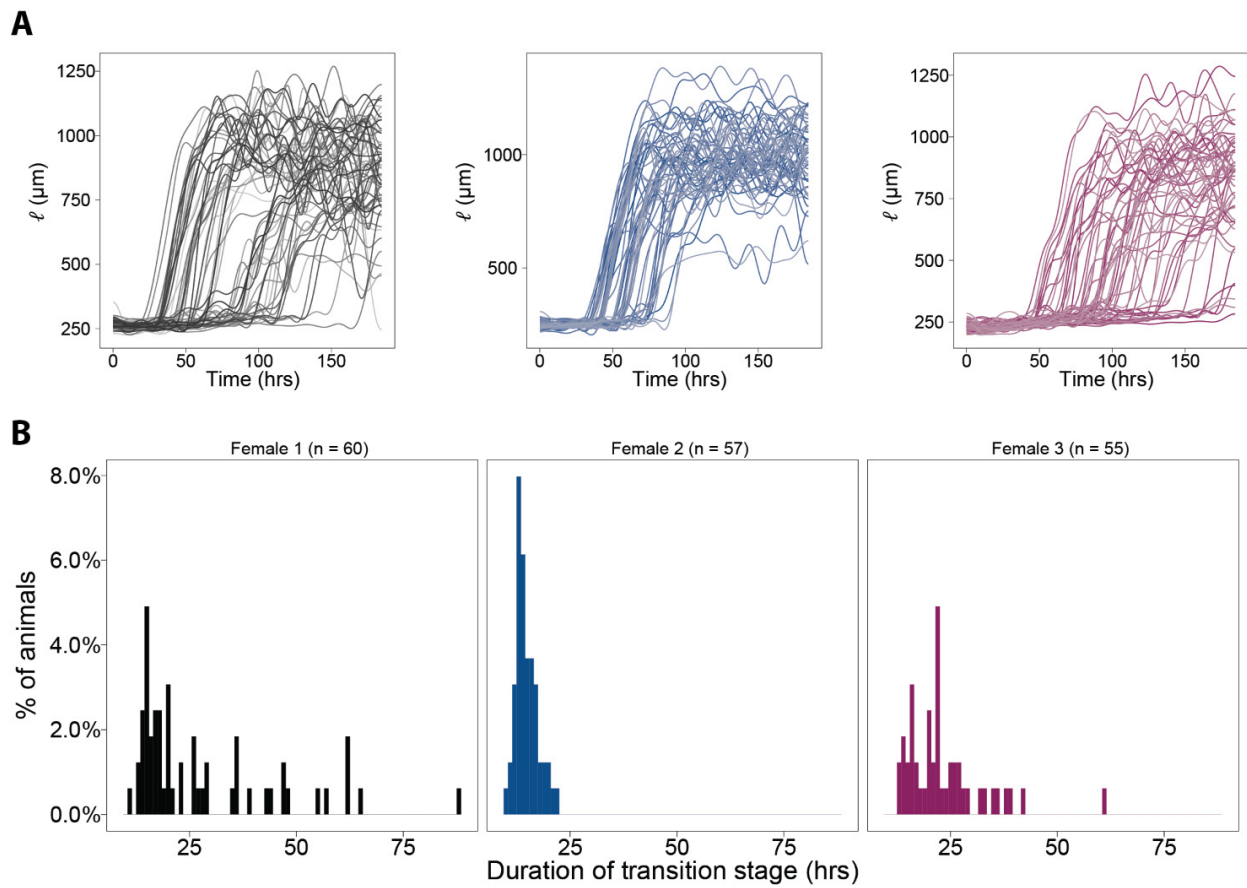 A
1250
1000
750
500
250
ℓ (µm)
0 50 100 150
Time (hrs)
1000
500
ℓ (µm)
0 50 100 150
Time (hrs)
1250
1000
750
500
250
ℓ (µm)
0 50 100 150
Time (hrs)
B
Female 1 (n = 60)
Female 2 (n = 57)
Female 3 (n = 55)
8.0%
6.0%
4.0%
2.0%
0.0%
% of animals
25 50 75
25 50 75
25 50 75
Duration of transition stage (hrs)